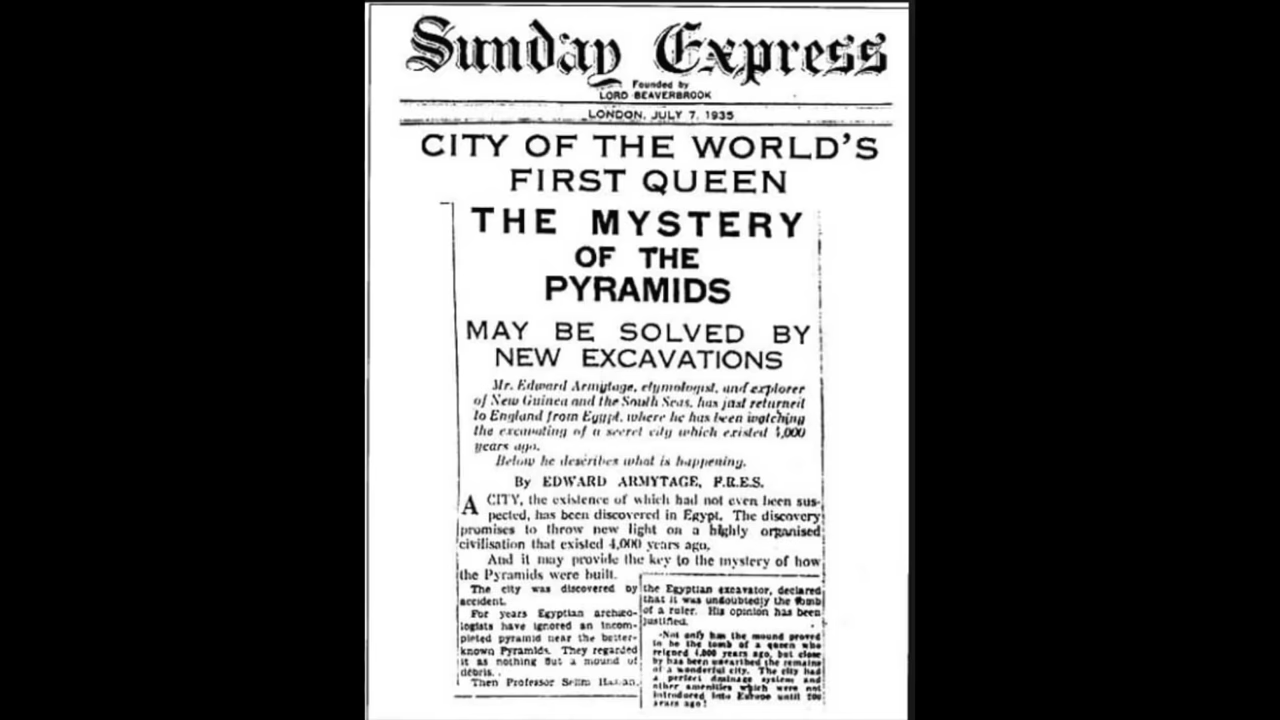 Sunday Express
Founded by
LORD BEAVERBROOK
LONDON, JULY 7, 1935
CITY OF THE WORLD'S
FIRST QUEEN
THE MYSTERY
OF THE
PYRAMIDS
MAY BE SOLVED BY
NEW EXCAVATIONS
Mr. Edward Armytage, etymologist, and explorer
of New Guinea and the South Seas, has just returned
to England from Egypt, where he has been watching
the excavating of a secret city which existed 4,000
years ago.
Below he describes what is happening.
By EDWARD ARMYTAGE, F.R.E.S.
A CITY, the existence of which had not even been sus-
pected, has been discovered in Egypt. The discovery
promises to throw new light on a highly organised
civilisation that existed 4,000 years ago.
And it may provide the key to the mystery of how
the Pyramids were built.
The city was discovered by
accident.
For years Egyptian archæo-
logists have ignored an incom-
pleted pyramid near the better-
known Pyramids. They regarded
it as nothing but a mound of
debris.
Then Professor Selim Hassan,
the Egyptian excavator, declared
that it was undoubtedly the tomb
of a ruler. His opinion has been
justified.
Not only has the mound proved
to be the tomb of a queen who
reigned 4,000 years ago, but close
by has been unearthed the remains
of a wonderful city. The city had
a perfect drainage system and
other amenities which were not
introduced into Europe until 200
years ago!